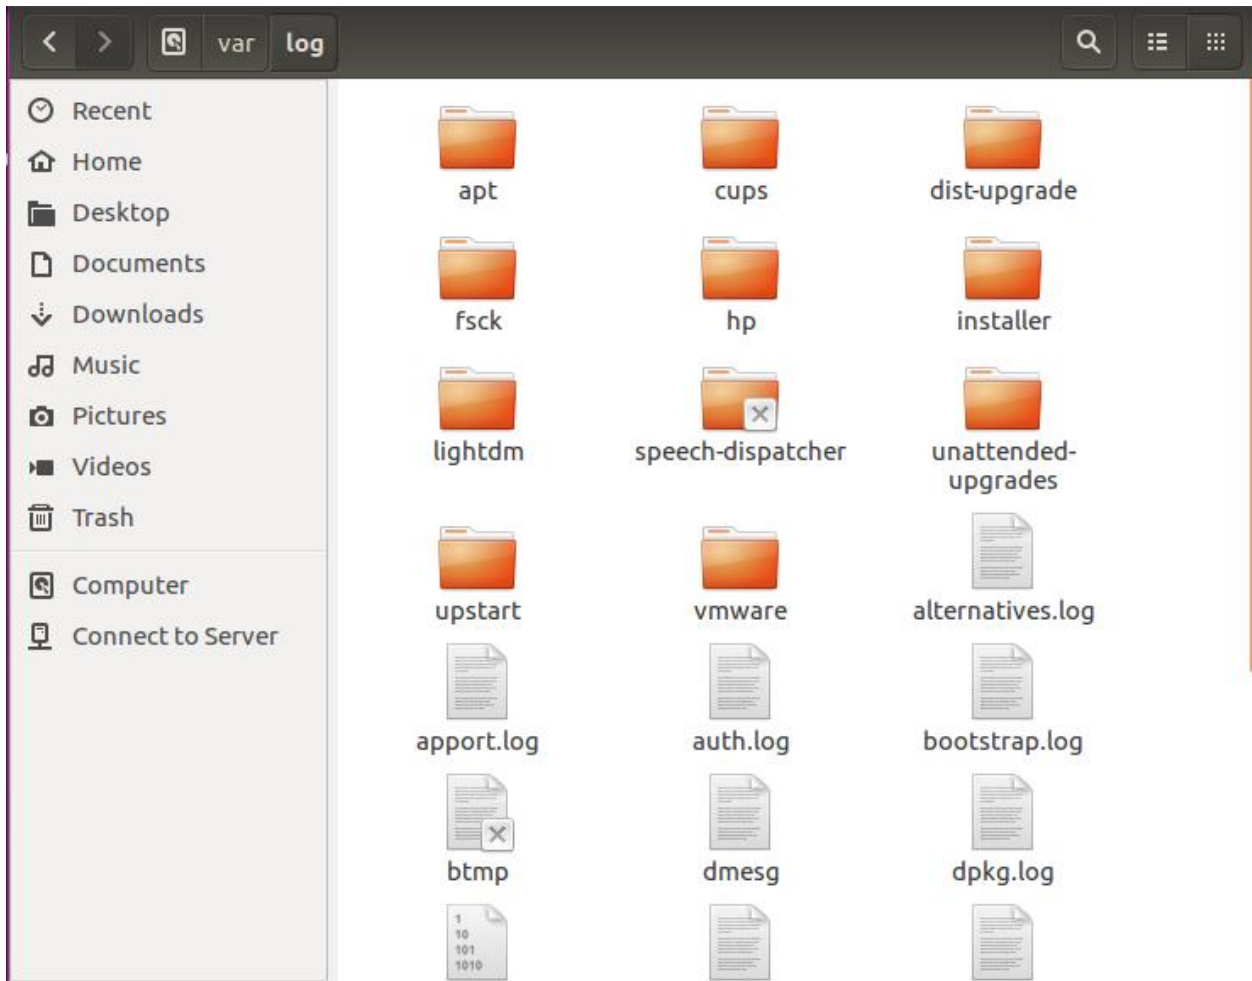 var log
Recent
Home
Desktop
Documents
Downloads
Music
Pictures
Videos
Trash
Computer
Connect to Server
apt cups dist-upgrade
fsck hp installer
lightdm speech-dispatcher unattended-
upgrades
upstart vmware alternatives.log
apport.log auth.log bootstrap.log
btmp dmesg dpkg.log
1
10
101
1010